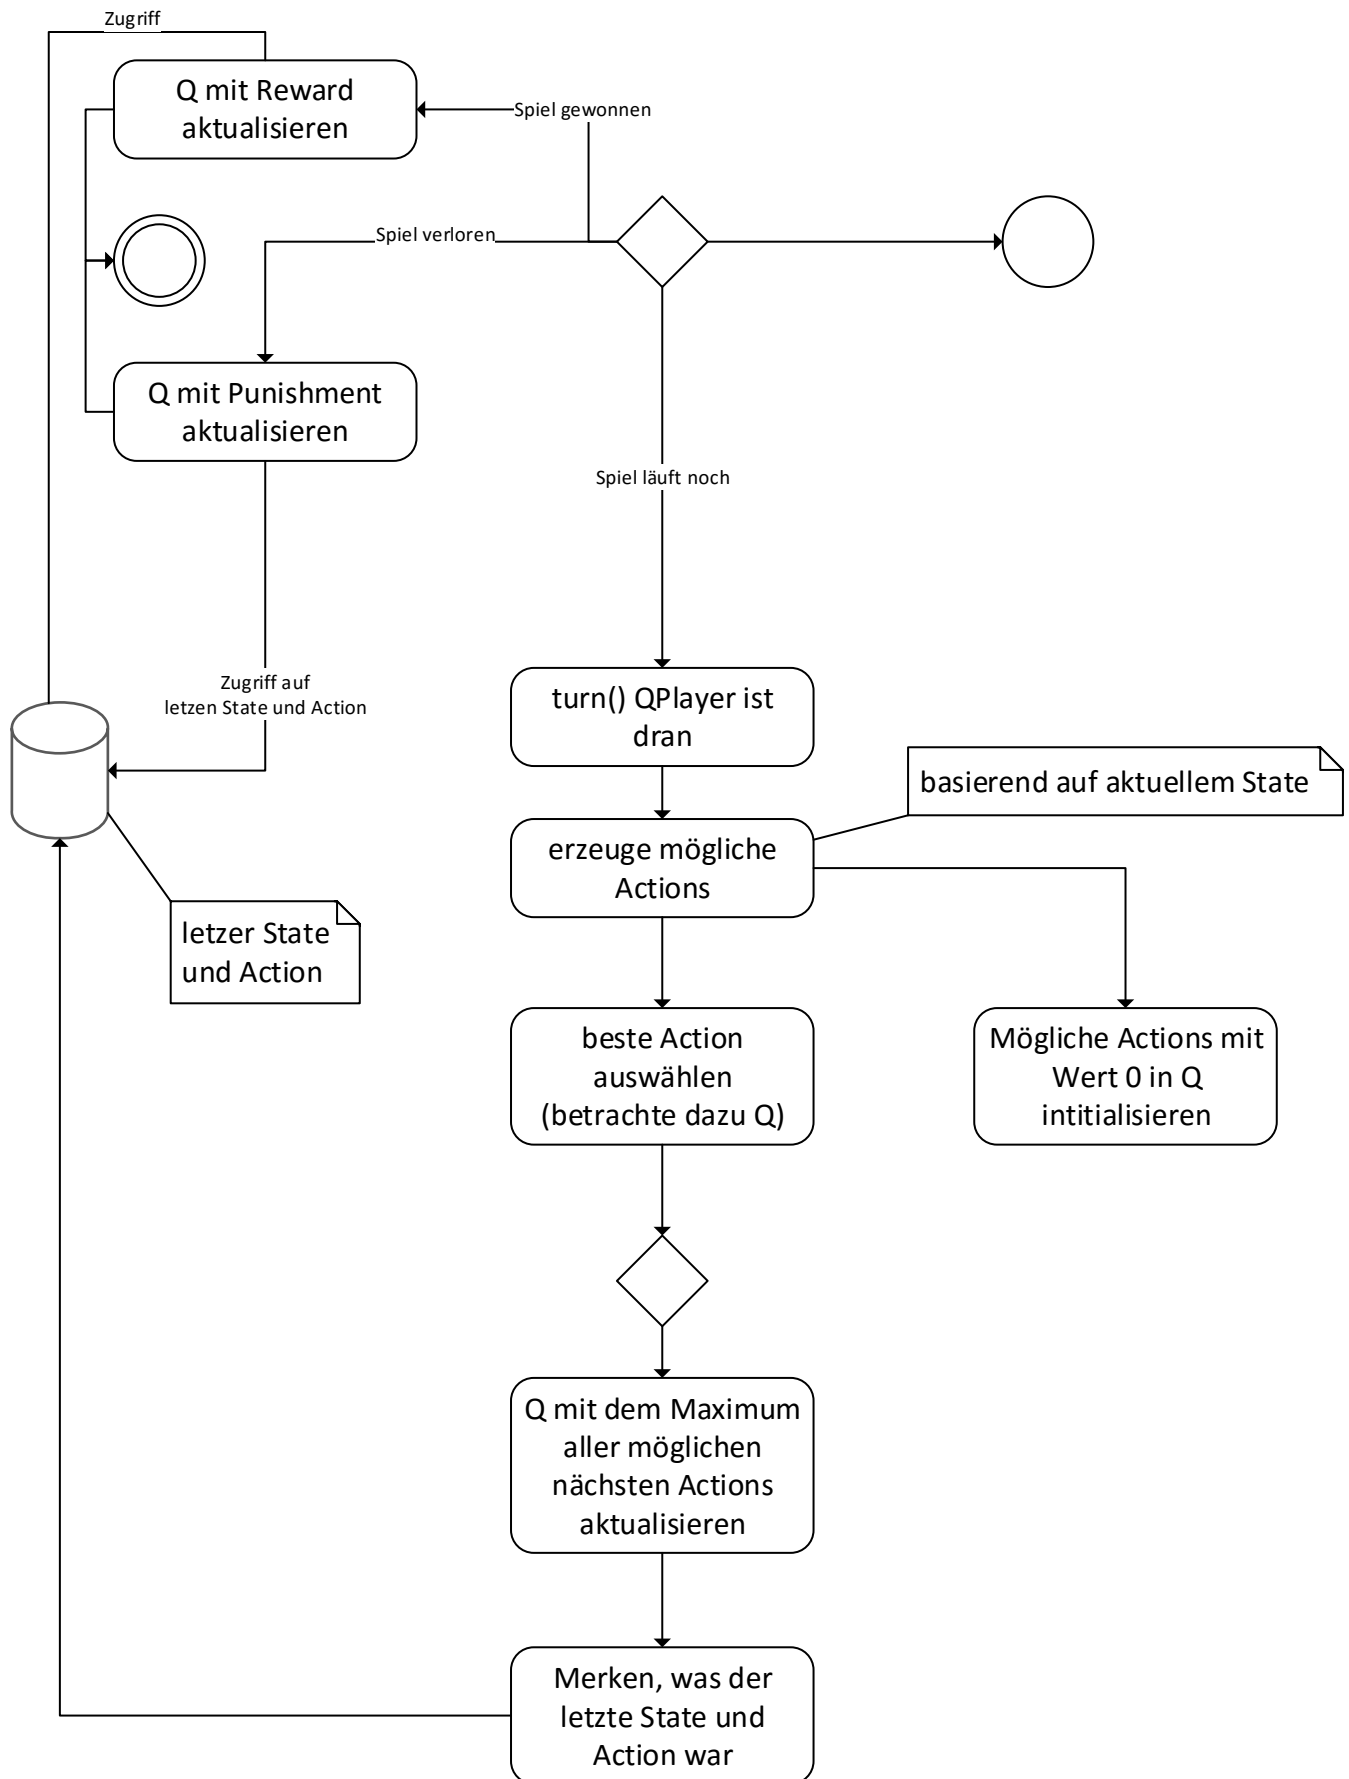 Zugriff
Q mit Reward
aktualisieren
Spiel gewonnen
Spiel verloren
Q mit Punishment
aktualisieren
Spiel läuft noch
Zugriff auf
letzen State und Action
turn() QPlayer ist
dran
basierend auf aktuellem State
erzeuge mögliche
Actions
letzer State
und Action
beste Action
auswählen
(betrachte dazu Q)
Mögliche Actions mit
Wert 0 in Q
intitialisieren
Q mit dem Maximum
aller möglichen
nächsten Actions
aktualisieren
Merken, was der
letzte State und
Action war